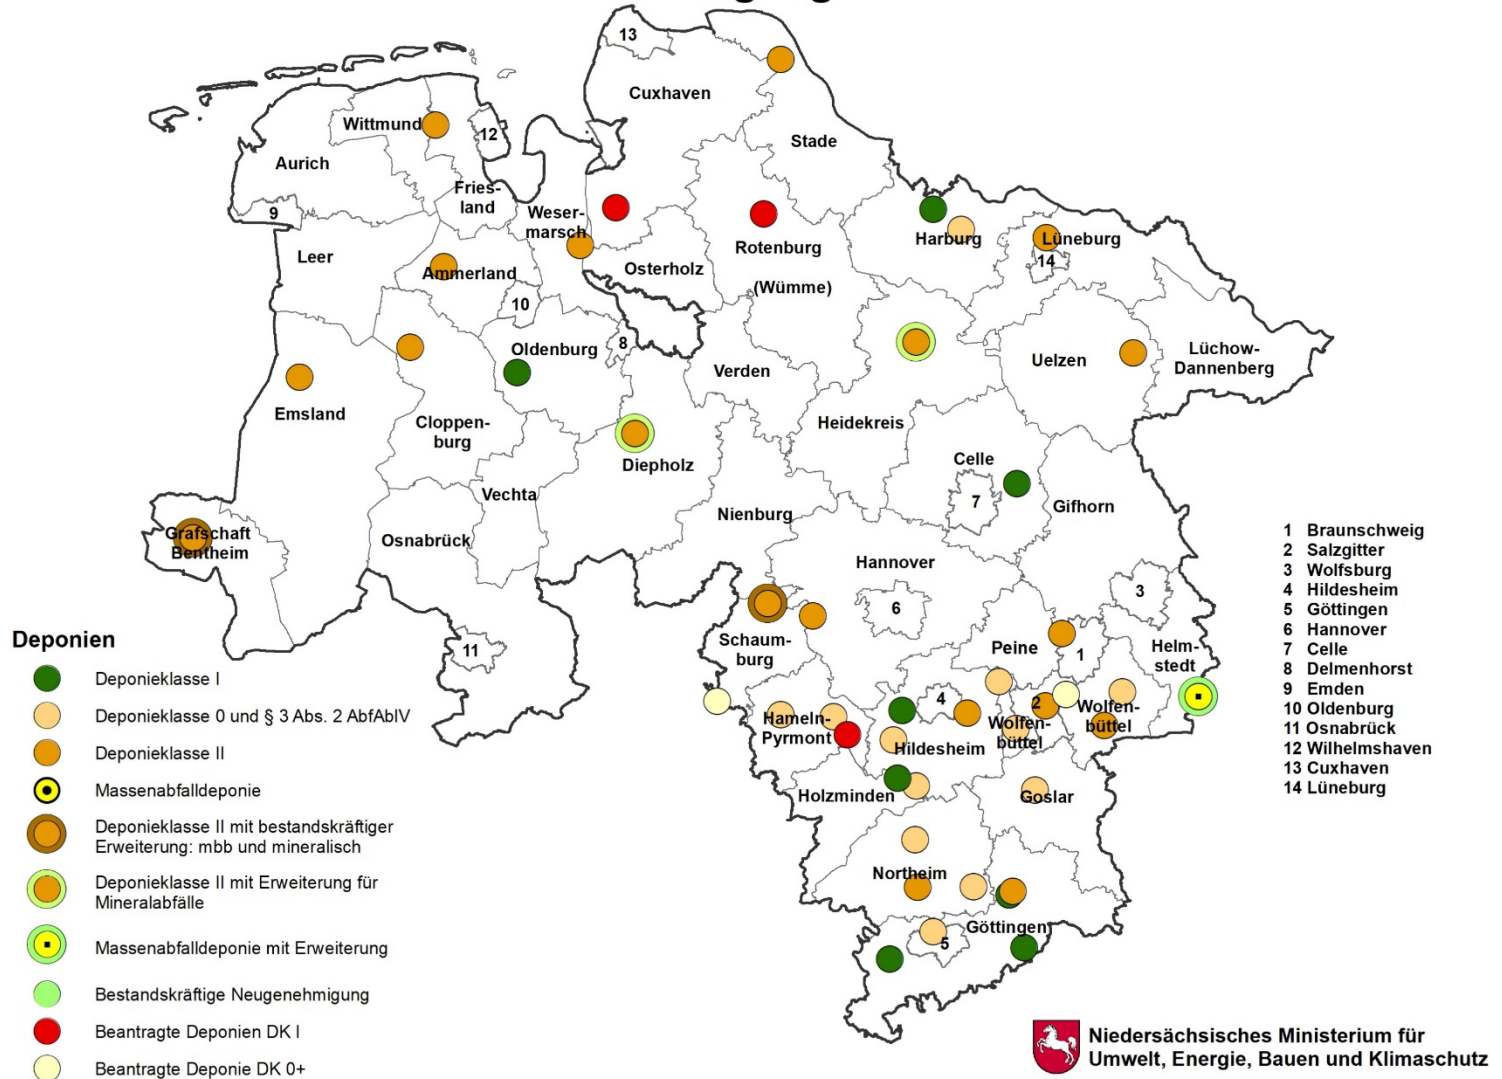 13
Cuxhaven
Wittmund
12
Stade
Aurich
Fries-
land
9
Weser-
marsch
Harburg
Lüneburg
14
Rotenburg
(Wümme)
Leer
Ammerland
Osterholz
10
Oldenburg
8
Verden
Uelzen
Lüchow-
Dannenberg
Emsland
Cloppen-
burg
Heidekreis
Diepholz
Celle
7
Vechta
Gifhorn
Nienburg
Grafschaft
Bentheim
Osnabrück
Hannover
6
3
11
Schaum-
burg
Peine
1
Helm-
stedt
4
2
Hameln-
Pyrmont
Hildesheim
Wolfen-
büttel
Wolfen-
büttel
Holzminden
Goslar
Northeim
Göttingen
5
1 Braunschweig
2 Salzgitter
3 Wolfsburg
4 Hildesheim
5 Göttingen
6 Hannover
7 Celle
8 Delmenhorst
9 Emden
10 Oldenburg
11 Osnabrück
12 Wilhelmshaven
13 Cuxhaven
14 Lüneburg
Deponien
Deponieklasse I
Deponieklasse 0 und § 3 Abs. 2 AbfAblV
Deponieklasse II
Massenabfalldeponie
Deponieklasse II mit bestandskräftiger
Erweiterung: mbb und mineralisch
Deponieklasse II mit Erweiterung für
Mineralabfälle
Massenabfalldeponie mit Erweiterung
Bestandskräftige Neugenehmigung
Beantragte Deponien DK I
Beantragte Deponie DK 0+
Niedersächsisches Ministerium für
Umwelt, Energie, Bauen und Klimaschutz